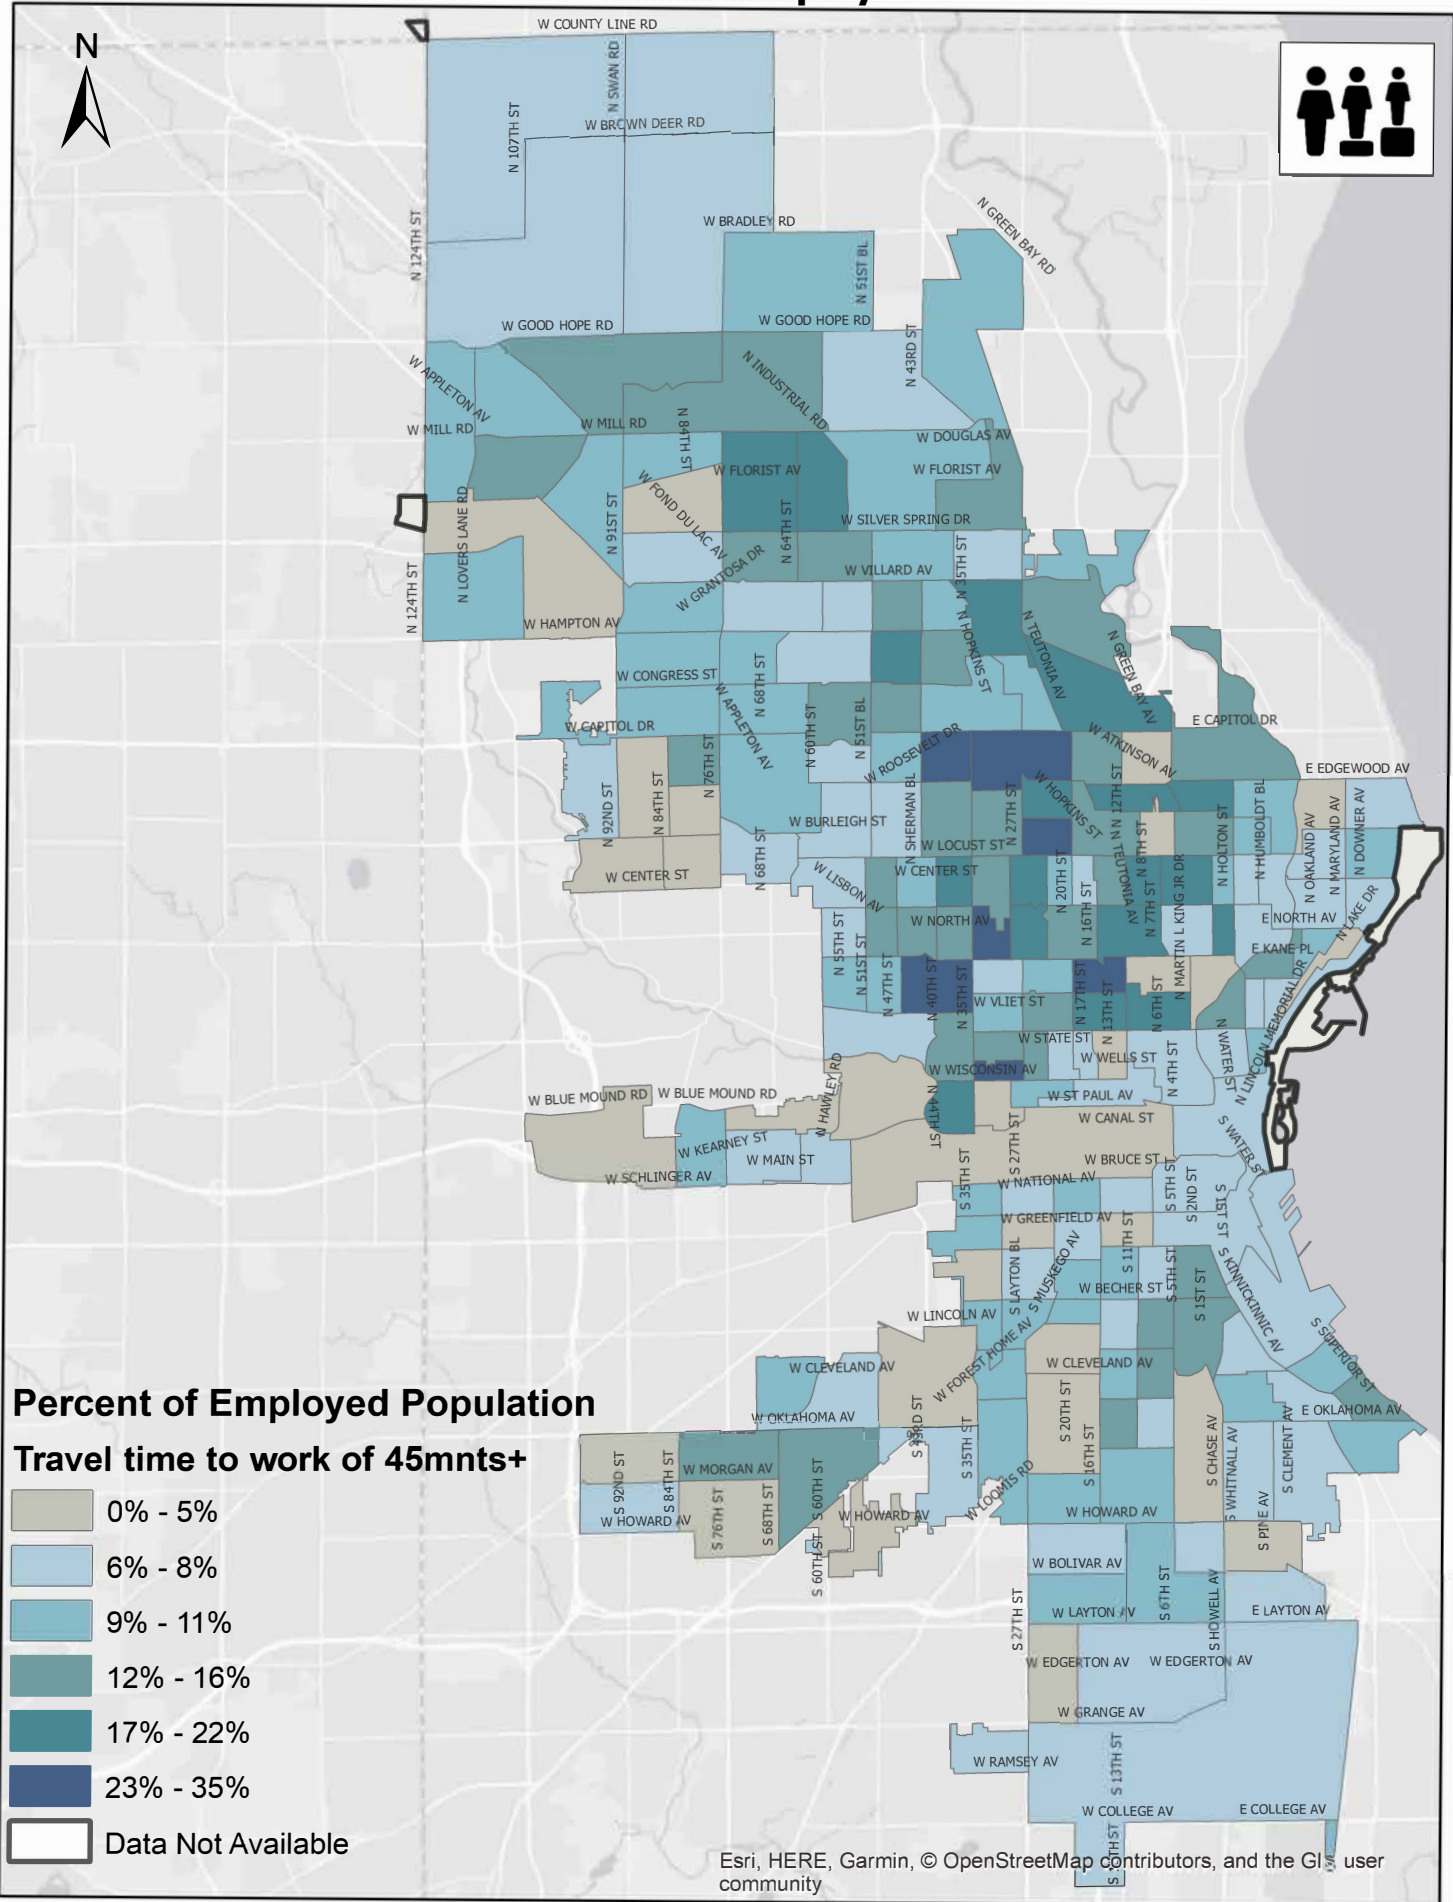 N
W COUNTY LINE RD
N SWAN RD
N 107TH ST
W BROWN DEER RD
N 124TH ST
W BRADLEY RD
N 51ST BL
N GREEN BAY RD
W GOOD HOPE RD
W GOOD HOPE RD
N 43RD ST
W APPLETON AV
N INDUSTRIAL RD
W MILL RD
W MILL RD
N 84TH ST
W DOUGLAS AV
W FLORIST AV
W FLORIST AV
W FOND DU LAC AV
N LOVERS LANE RD
N 91ST ST
N 64TH ST
W SILVER SPRING DR
N 124TH ST
W GRANTOSA DR
W VILLARD AV
N 35TH ST
W HAMPTON AV
N HOPKINS ST
N TEUTONIA AV
N GREEN BAY AV
W CONGRESS ST
N 68TH ST
W CAPITOL DR
W APPLETON AV
N 60TH ST
N 51ST BL
E CAPITOL DR
W ROOSEVELT DR
W ATKINSON AV
E EDGEWOOD AV
N 92ND ST
N 84TH ST
N 76TH ST
N SHERMAN BL
N 27TH ST
W HOPKINS ST
N 12TH ST
N HOLTON ST
N HUMBOLDT BL
N OAKLAND AV
N MARYLAND AV
N DOWNER AV
W BURLEIGH ST
W LOCUST ST
N 8TH ST
W CENTER ST
N 68TH ST
W LISBON AV
W CENTER ST
N 20TH ST
N 16TH ST
N TEUTONIA AV
N 7TH ST
N MARTIN L KING JR DR
N 55TH ST
N 51ST ST
N 47TH ST
W NORTH AV
E NORTH AV
N LAKE DR
E KANE PL
N 40TH ST
N 35TH ST
W VLIET ST
N 17TH ST
N 13TH ST
N 6TH ST
N LINCOLN MEMORIAL DR
N WATER ST
W STATE ST
W WELLS ST
N 4TH ST
W WISCONSIN AV
N HAWLEY RD
W BLUE MOUND RD
W BLUE MOUND RD
N 44TH ST
W ST PAUL AV
W CANAL ST
S WATER ST
W KEARNEY ST
W MAIN ST
W SCHLINGER AV
S 35TH ST
S 27TH ST
W BRUCE ST
W NATIONAL AV
S 5TH ST
S 2ND ST
S 1ST ST
W GREENFIELD AV
S 11TH ST
S LAYTON BL
S MUSKEGO AV
W BECHER ST
S 5TH ST
S 1ST ST
S KINNICKINNIC AV
W LINCOLN AV
W FOREST HOME AV
S SUPERIOR ST
W CLEVELAND AV
W CLEVELAND AV
W OKLAHOMA AV
E OKLAHOMA AV
S 43RD ST
S 35TH ST
S 20TH ST
S 16TH ST
S CHASE AV
S WHITNALL AV
S CLEMENT AV
S 92ND ST
S 84TH ST
W MORGAN AV
S 76TH ST
S 68TH ST
S 60TH ST
W HOWARD AV
W HOWARD AV
W LOOMIS RD
W HOWARD AV
S PINE AV
S 60TH ST
W BOLIVAR AV
S 6TH ST
S HOWELL AV
S 27TH ST
W LAYTON AV
E LAYTON AV
W EDGERTON AV
W EDGERTON AV
W GRANGE AV
W RAMSEY AV
S 13TH ST
W COLLEGE AV
E COLLEGE AV
Percent of Employed Population
Travel time to work of 45mnts+
0% - 5%
6% - 8%
9% - 11%
12% - 16%
17% - 22%
23% - 35%
Data Not Available
Esri, HERE, Garmin, © OpenStreetMap contributors, and the GIS user
community